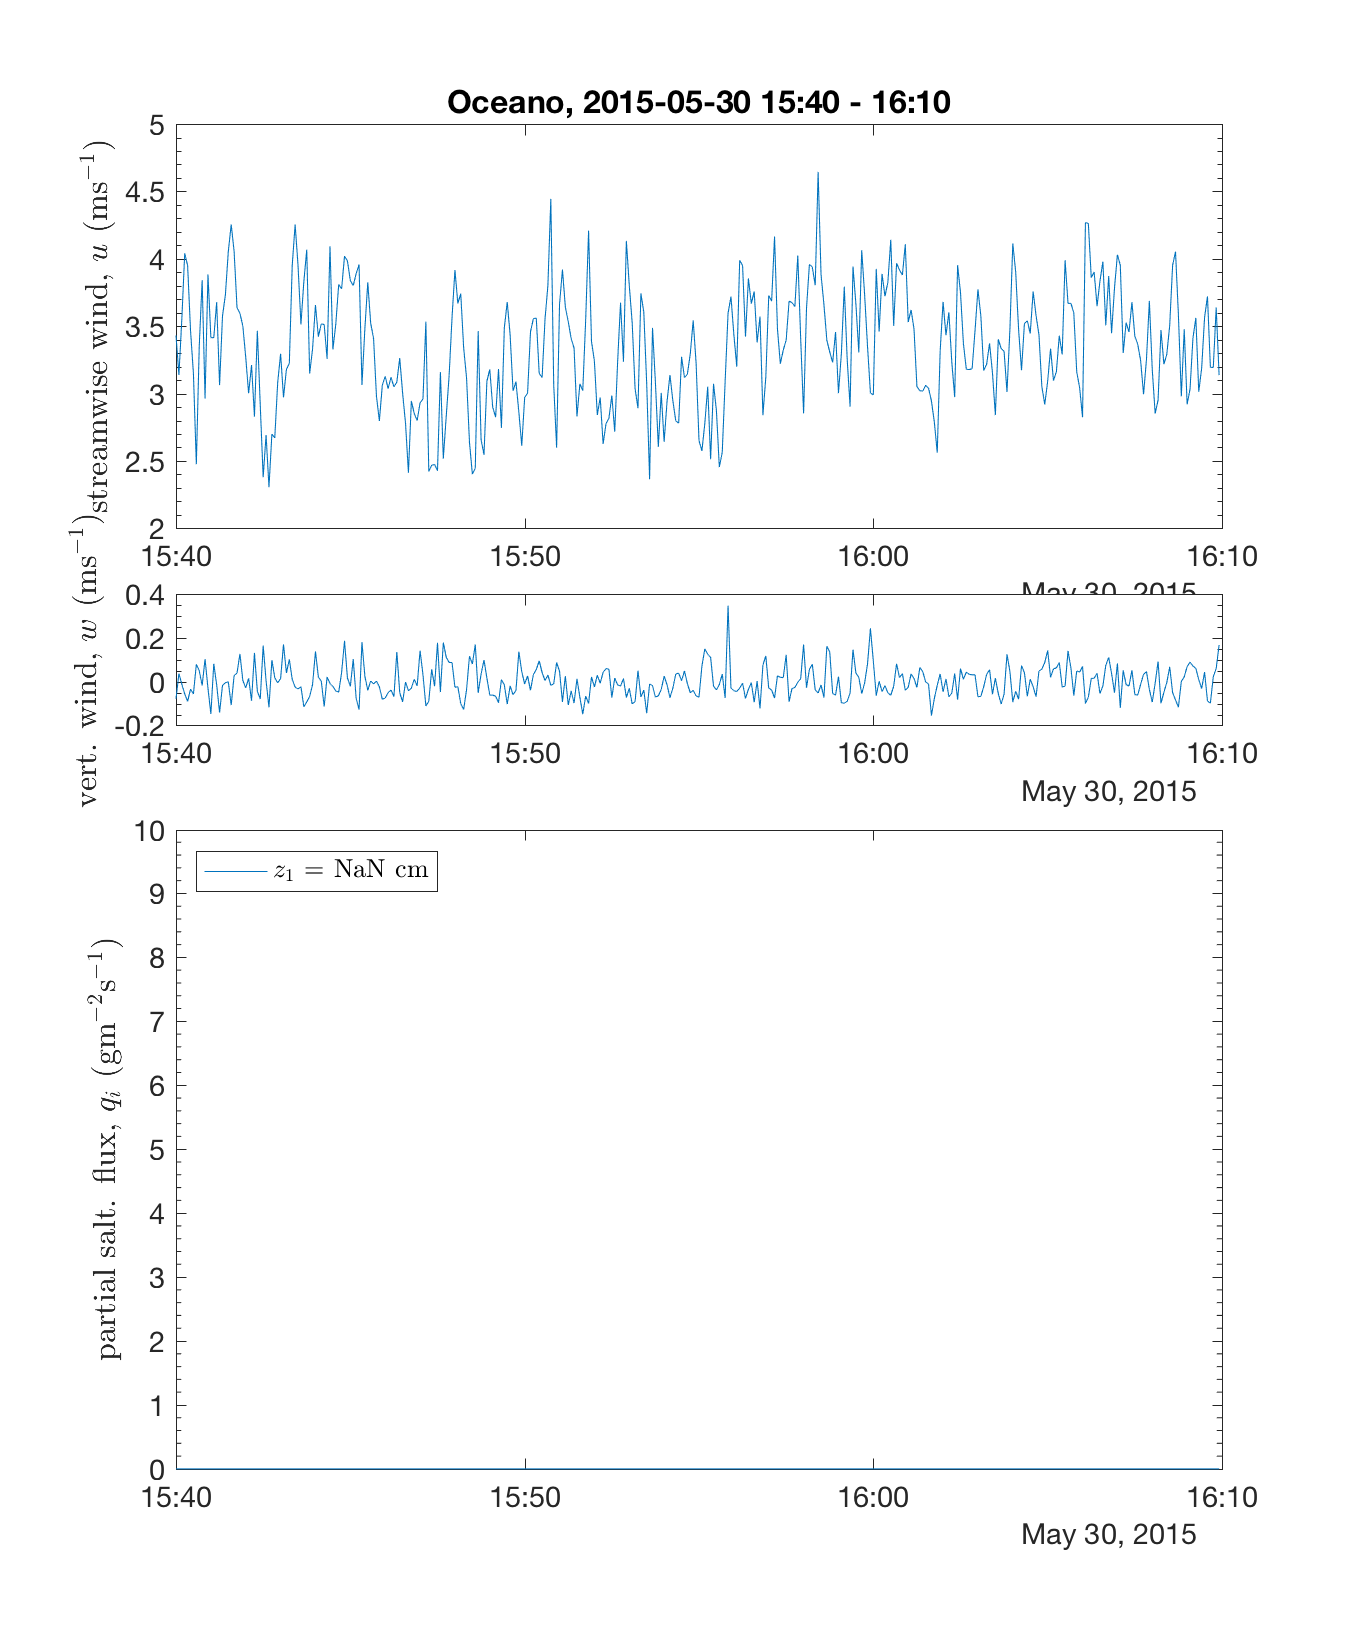 Oceano, 2015-05-30 15:40 - 16:10
streamwise wind, u (ms⁻¹)
5
4.5
4
3.5
3
2.5
2
15:40 15:50 16:00 16:10
May 30, 2015
vert. wind, w (ms⁻¹)
0.4
0.2
0
-0.2
15:40 15:50 16:00 16:10
May 30, 2015
partial salt. flux, qᵢ (gm⁻²s⁻¹)
10
9
8
7
6
5
4
3
2
1
0
z₁ = NaN cm
15:40 15:50 16:00 16:10
May 30, 2015